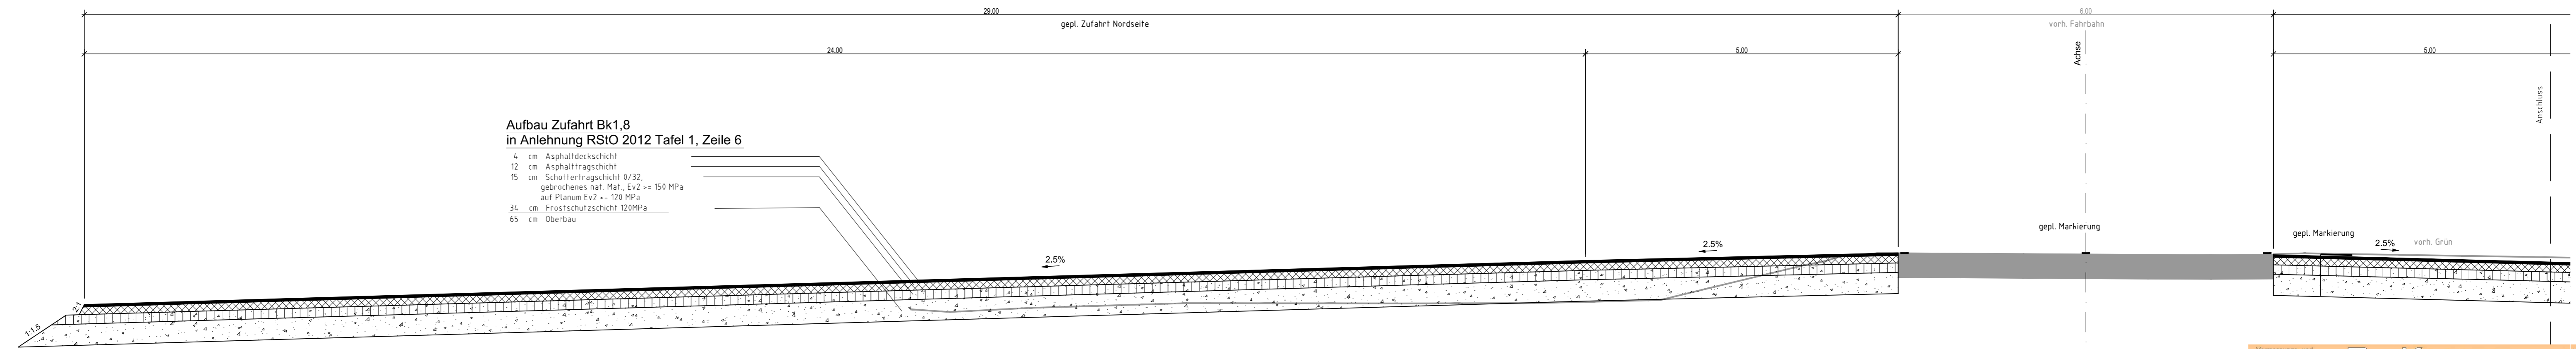 29.00
6.00
gepl. Zufahrt Nordseite
vorh. Fahrbahn
24.00
5.00
5.00
Achse
Anschluss
Aufbau Zufahrt Bk1,8
in Anlehnung RStO 2012 Tafel 1, Zeile 6
4 cm Asphaltdeckschicht
12 cm Asphalttragschicht
15 cm Schottertragschicht 0/32,
gebrochenes nat. Mat., Ev2 >= 150 MPa
auf Planum Ev2 >= 120 MPa
34 cm Frostschutzschicht 120MPa
65 cm Oberbau
gepl. Markierung
gepl. Markierung
2.5%
2.5%
2.5%
vorh. Grün
2:1
1:1.5